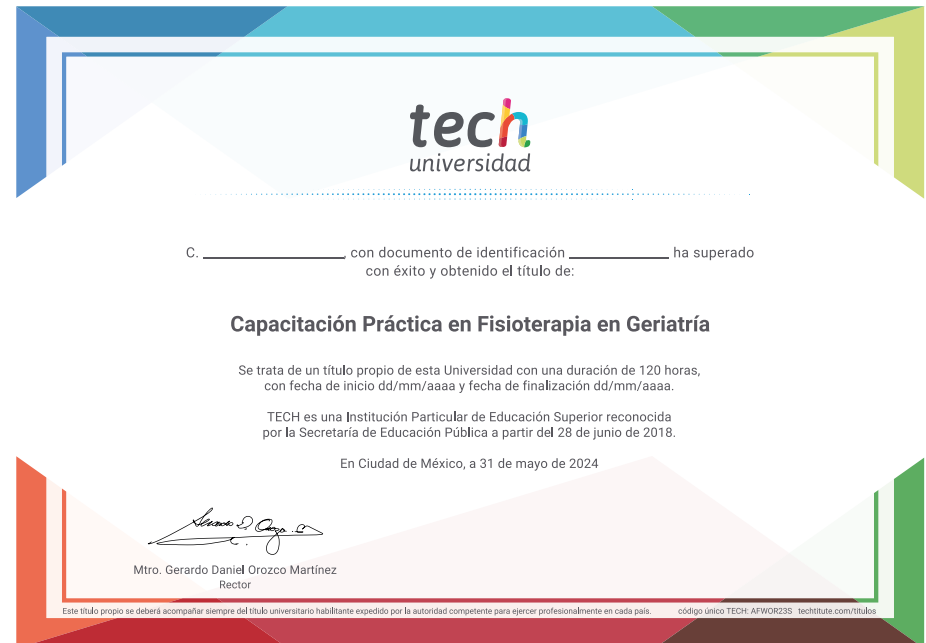 tech
universidad
C. ____________, con documento de identificación ____________ ha superado
con éxito y obtenido el título de:
Capacitación Práctica en Fisioterapia en Geriatría
Se trata de un título propio de esta Universidad con una duración de 120 horas,
con fecha de inicio dd/mm/aaaa y fecha de finalización dd/mm/aaaa.
TECH es una Institución Particular de Educación Superior reconocida
por la Secretaría de Educación Pública a partir del 28 de junio de 2018.
En Ciudad de México, a 31 de mayo de 2024
Mtro. Gerardo Daniel Orozco Martínez
Rector
Este título propio se deberá acompañar siempre del título universitario habilitante expedido por la autoridad competente para ejercer profesionalmente en cada país. código único TECH: AFWOR23S techtitute.com/titulos